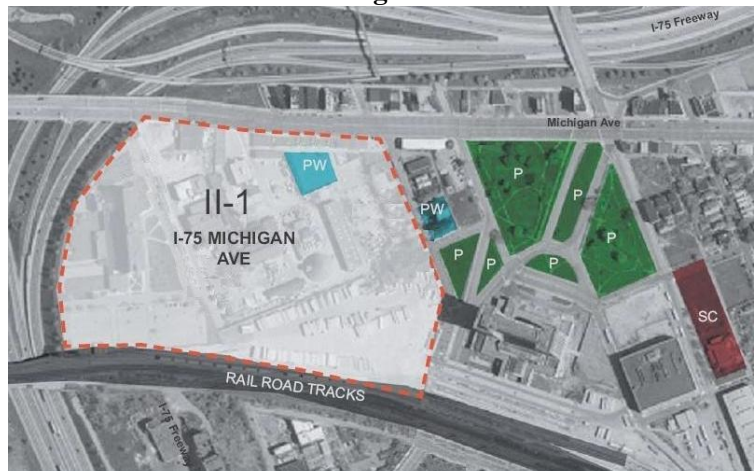 I-75 Freeway
Michigan Ave
PW
II-1
I-75 MICHIGAN
AVE
PW
P
P
P
P
P
P
SC
RAIL ROAD TRACKS
I-75 Freeway